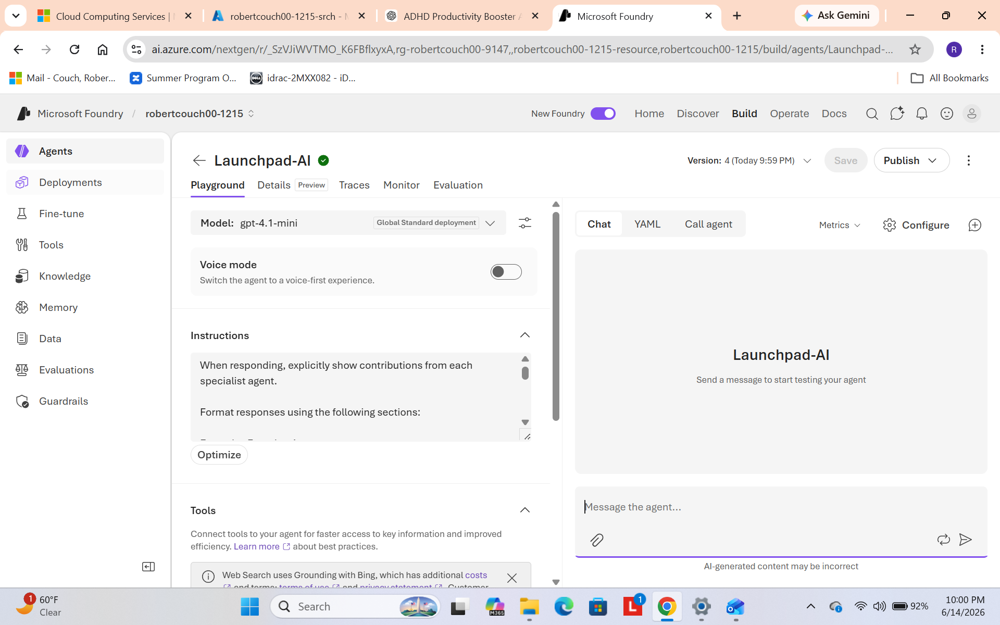 Cloud Computing Services |
robertcouch00-1215-srch -
ADHD Productivity Booster
Microsoft Foundry
Ask Gemini
ai.azure.com/nextgen/r/_SzVJiWVTMO_K6FBflxyxA,rg-robertcouch00-9147,,robertcouch00-1215-resource,robertcouch00-1215/build/agents/Launchpad-...
R
Mail - Couch, Rober...
Summer Program O...
idrac-2MXX082 - iD...
All Bookmarks
Microsoft Foundry / robertcouch00-1215
New Foundry
Home
Discover
Build
Operate
Docs
Agents
Deployments
Fine-tune
Tools
Knowledge
Memory
Data
Evaluations
Guardrails
Launchpad-AI
Version: 4 (Today 9:59 PM)
Save
Publish
Playground
Details
Preview
Traces
Monitor
Evaluation
Model: gpt-4.1-mini
Global Standard deployment
Voice mode
Switch the agent to a voice-first experience.
Instructions
When responding, explicitly show contributions from each
specialist agent.
Format responses using the following sections:
Optimize
Tools
Connect tools to your agent for faster access to key information and improved
efficiency. Learn more about best practices.
Web Search uses Grounding with Bing, which has additional costs
and terms: terms of use and privacy statement. Customer
Chat
YAML
Call agent
Metrics
Configure
Launchpad-AI
Send a message to start testing your agent
Message the agent...
AI-generated content may be incorrect
1
60°F
Clear
Search
M365
L
1
92%
10:00 PM
6/14/2026